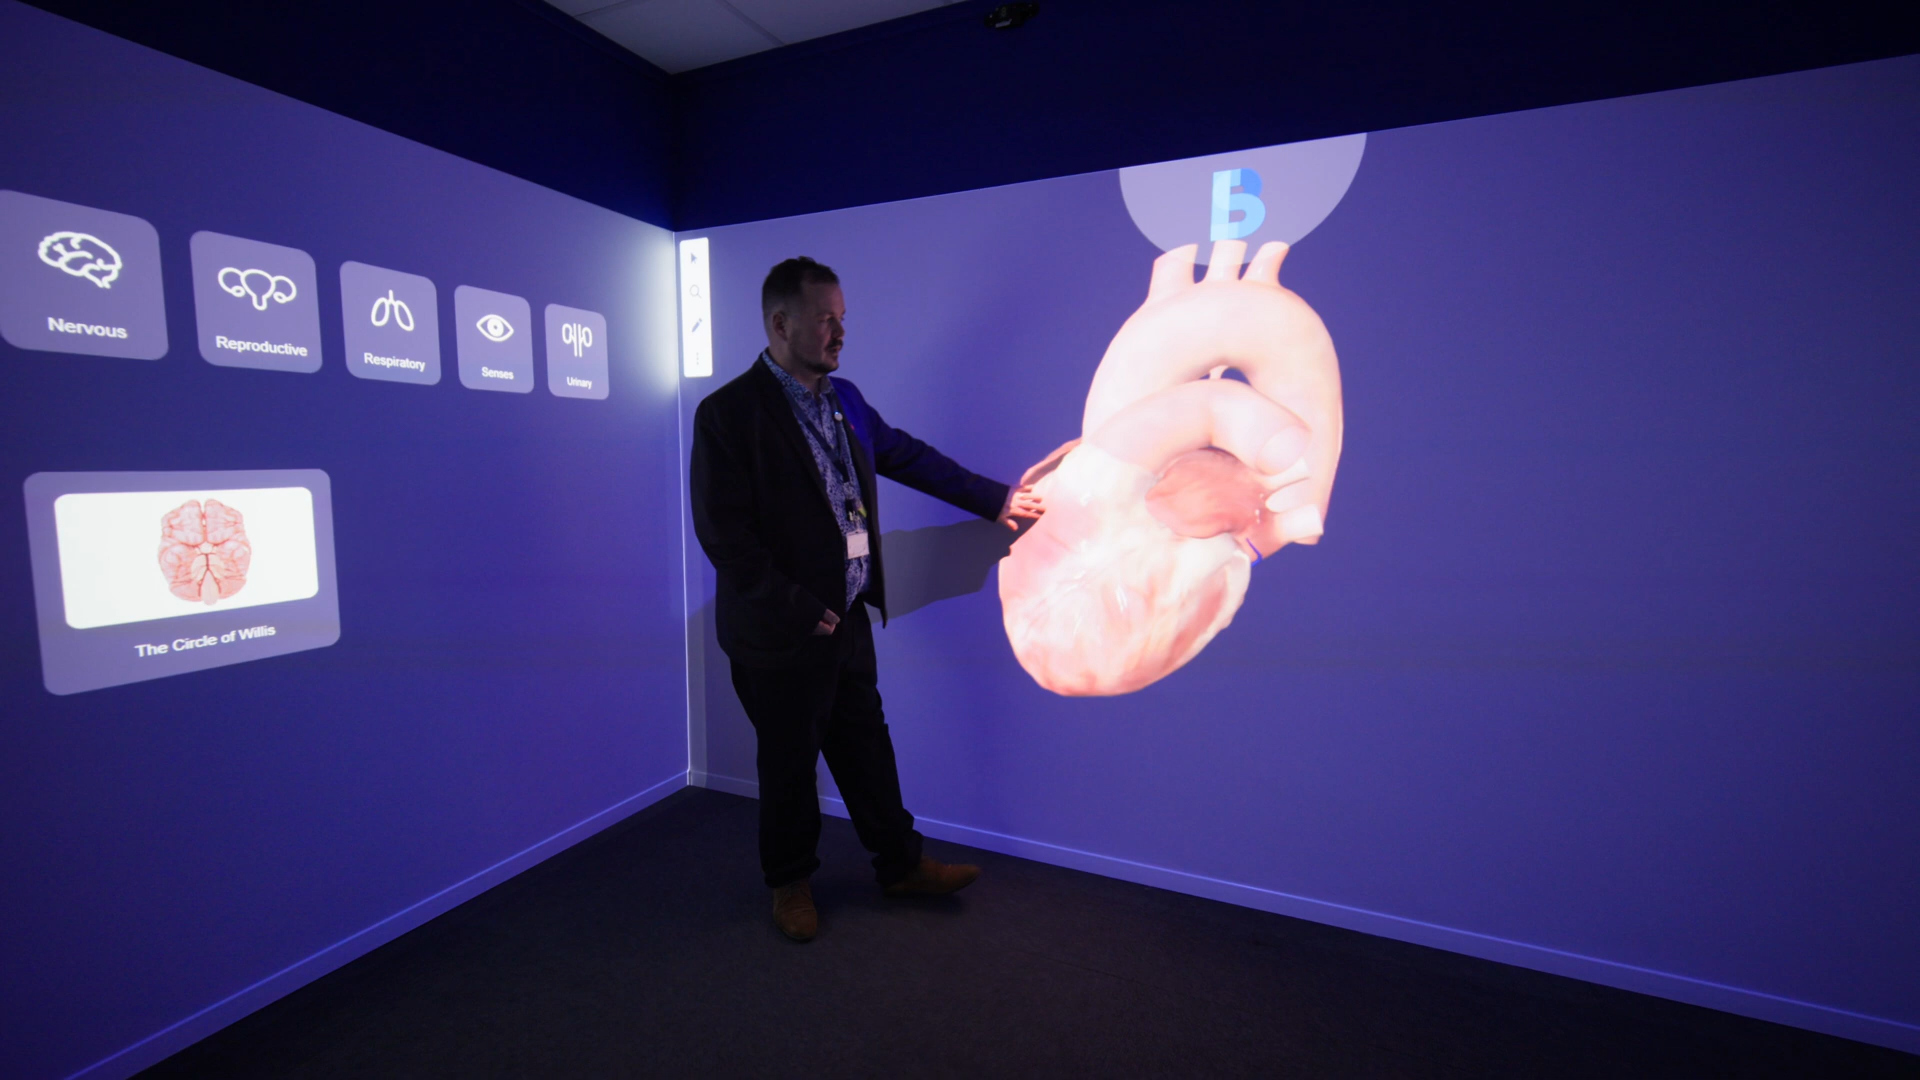 Nervous
Reproductive
Respiratory
Senses
Urinary
The Circle of Willis
B